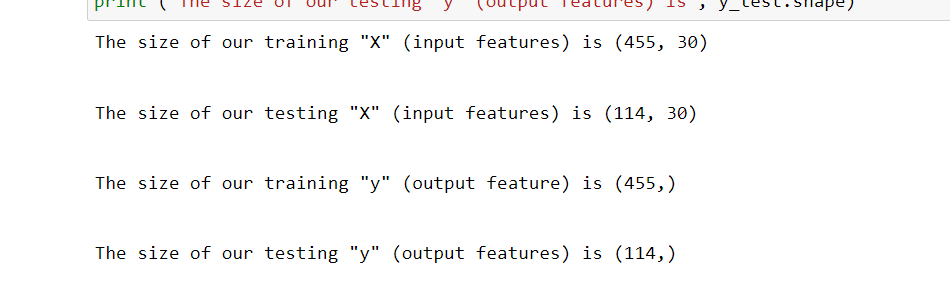 print ('The size of our testing "y" (output features) is', y_test.shape)
The size of our training "X" (input features) is (455, 30)
The size of our testing "X" (input features) is (114, 30)
The size of our training "y" (output feature) is (455,)
The size of our testing "y" (output features) is (114,)